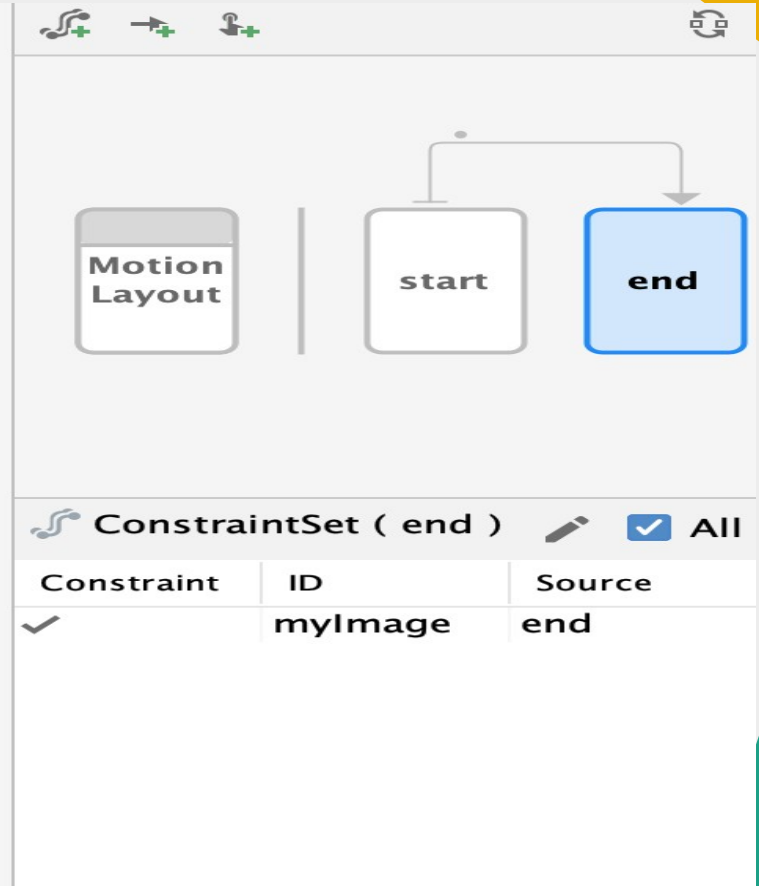 Motion
Layout
start
end
ConstraintSet ( end )
All
Constraint ID Source
myImage end